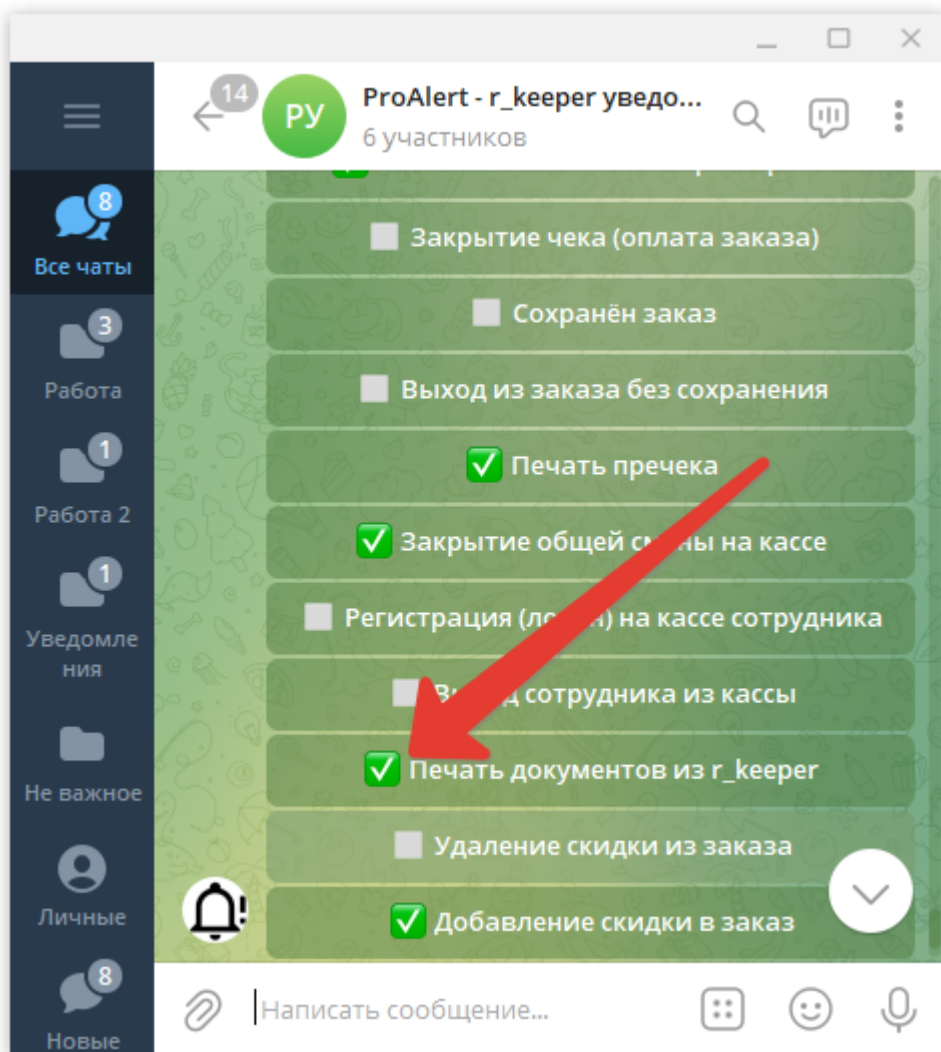 14
РУ
ProAlert - r_keeper уведо...
6 участников
8
Все чаты
3
Работа
1
Работа 2
1
Уведомле
ния
Не важное
Личные
8
Новые
Закрытие чека (оплата заказа)
Сохранён заказ
Выход из заказа без сохранения
Печать пречека
Закрытие общей смены на кассе
Регистрация (логин) на кассе сотрудника
сотрудника из кассы
Печать документов из r_keeper
Удаление скидки из заказа
Добавление скидки в заказ
Написать сообщение...